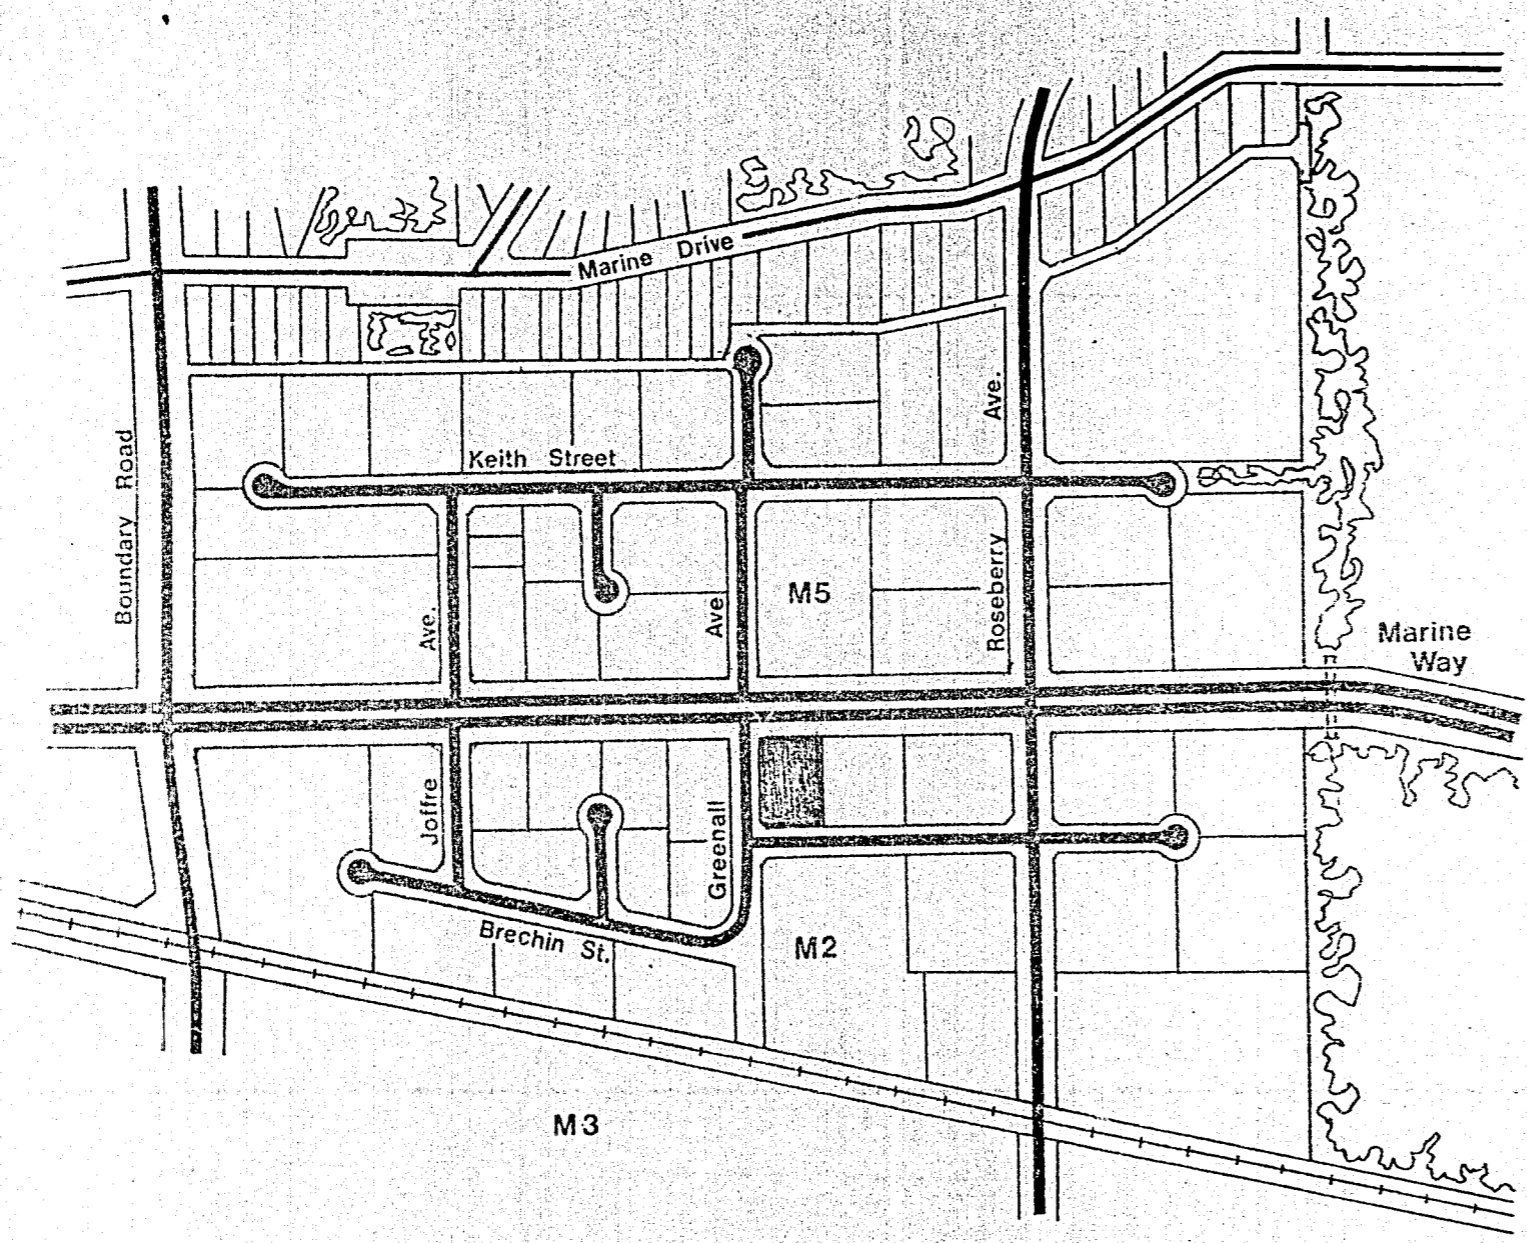 Marine Drive
Keith Street
Boundary Road
Ave.
Ave
Ave.
M5
Roseberry
Marine
Way
Joffre
Greenall
Brechin St.
M2
M3